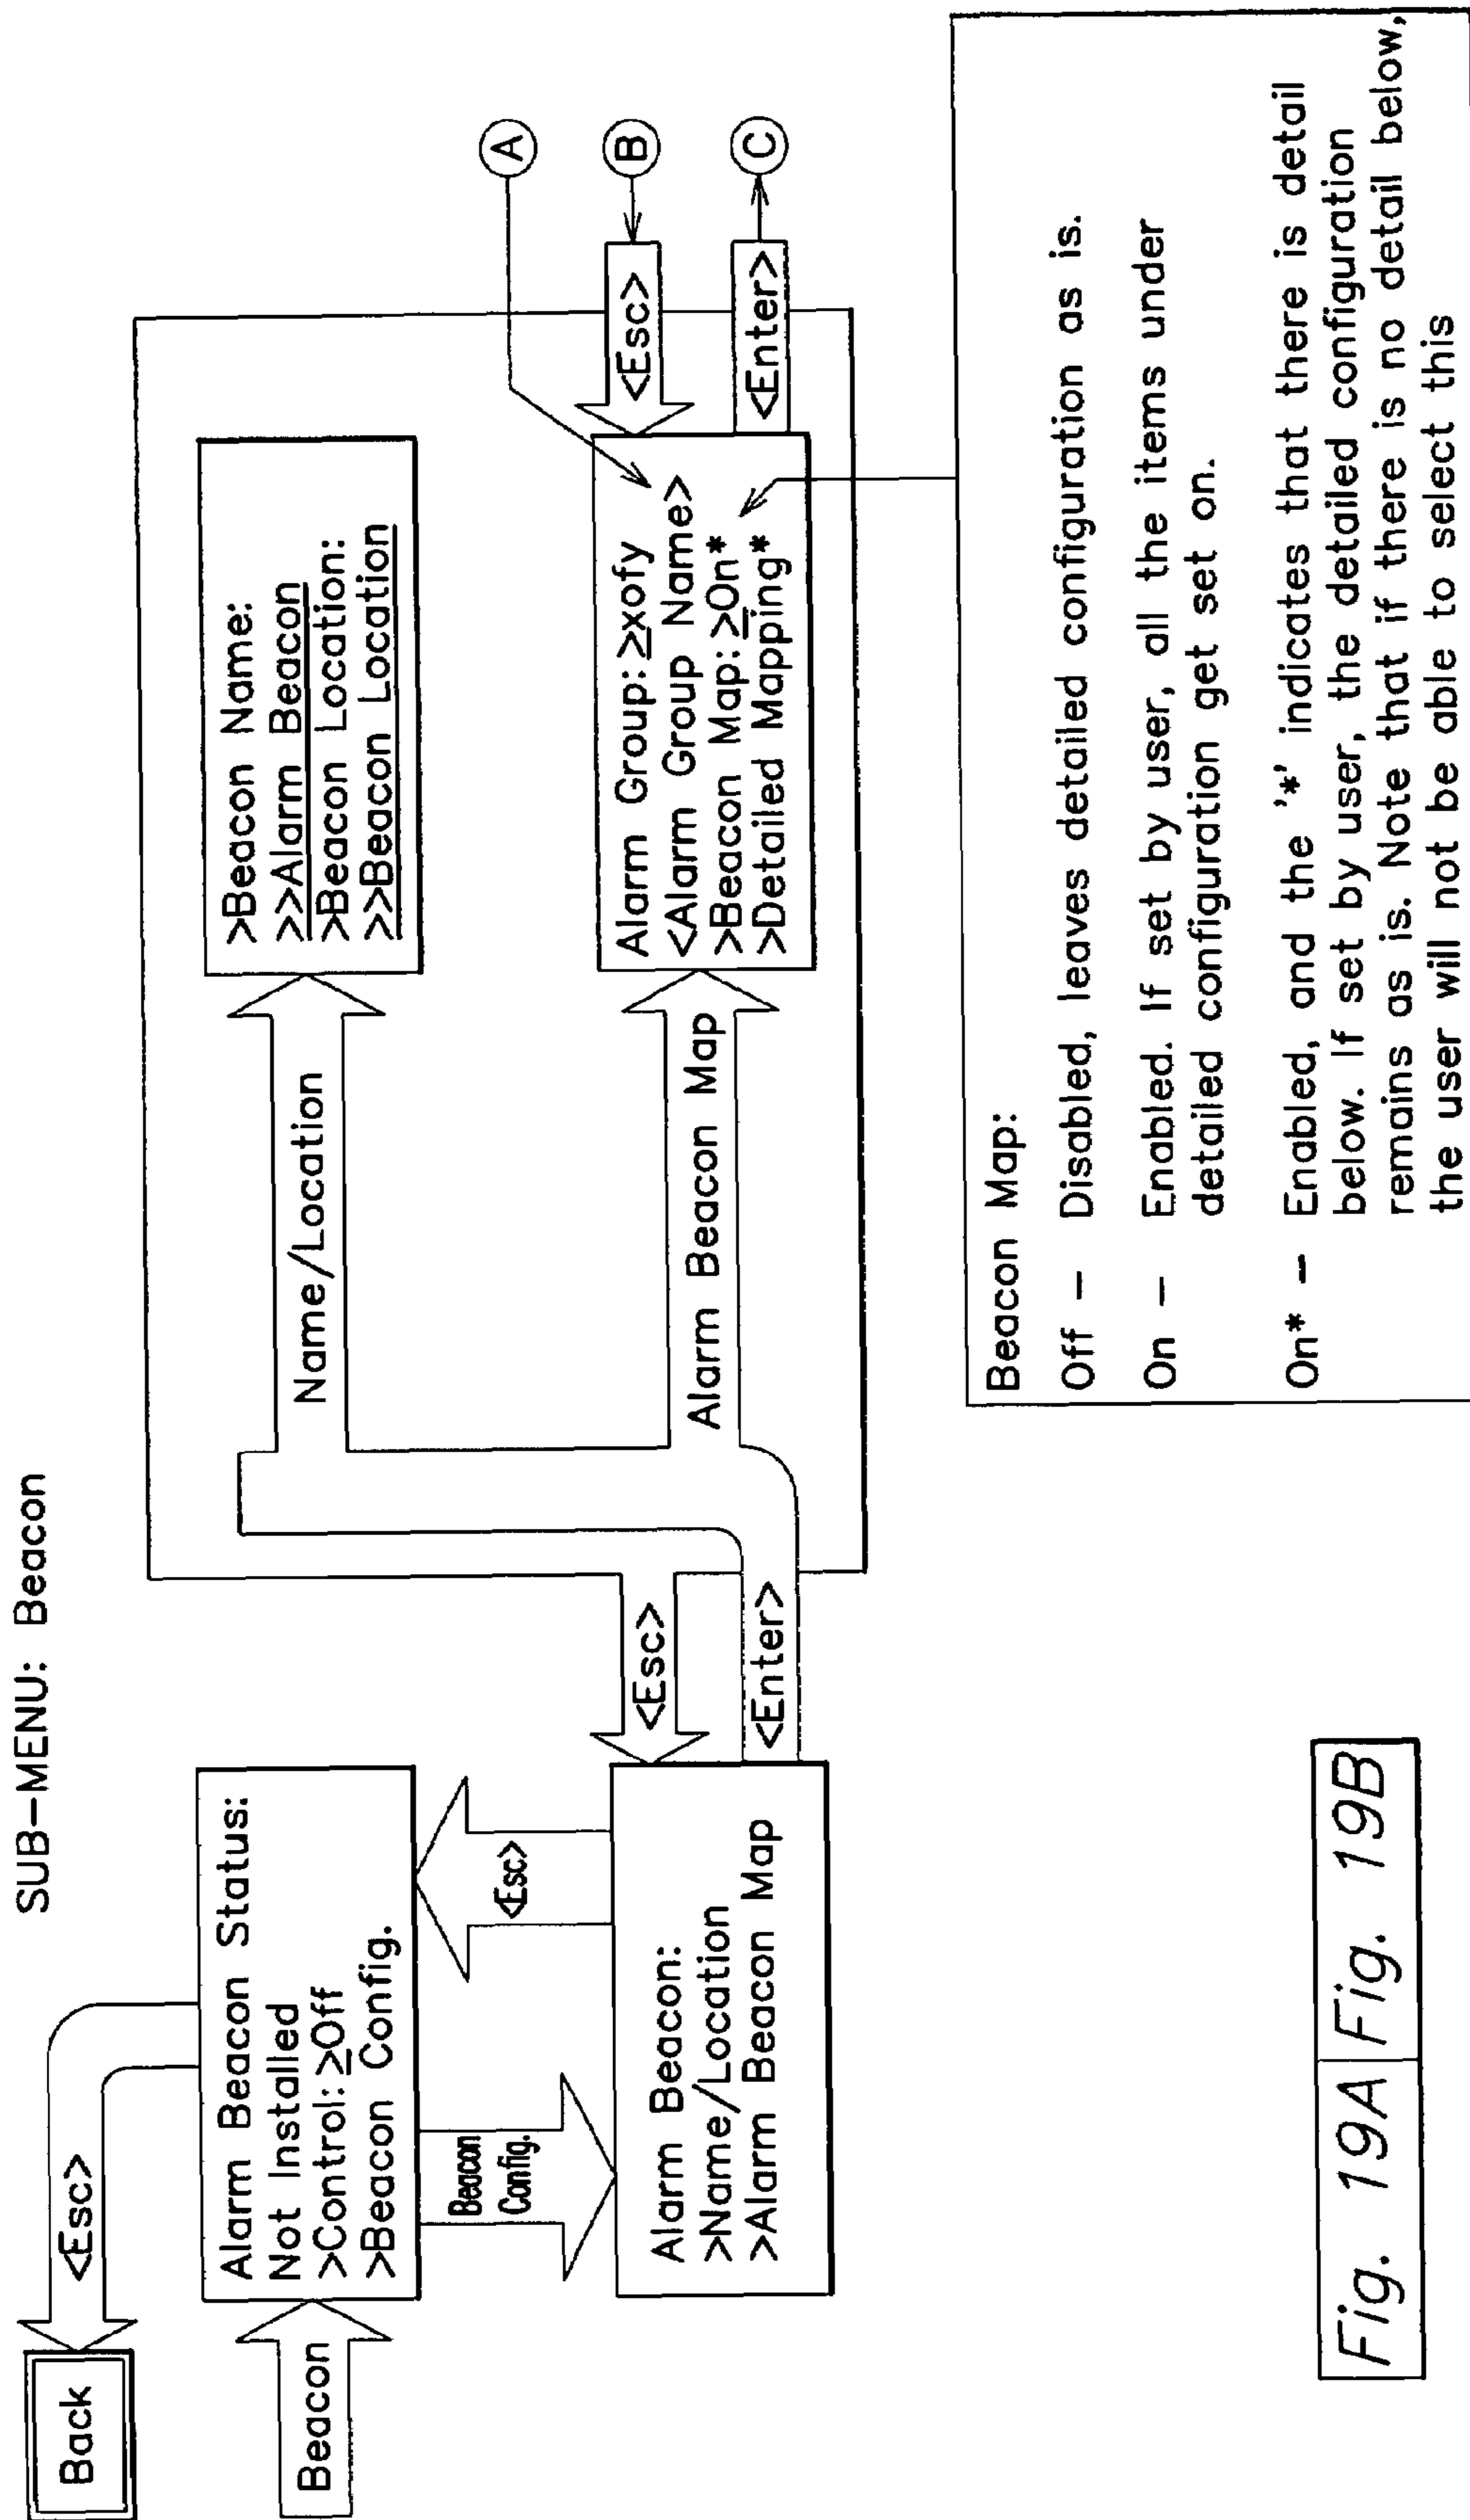 SUB-MENU: Beacon
Back
<Esc>
Beacon
Alarm Beacon Status:
Not Installed
>Control: >Off
>Beacon Config.
Beacon
Config.
<Esc>
Alarm Beacon:
>Name/Location
>Alarm Beacon Map
<Esc>
<Enter>
Name/Location
Alarm Beacon Map
>Beacon Name:
>>Alarm Beacon
>Beacon Location:
>>Beacon Location
Alarm Group: >xofy
<Alarm Group Name>
>Beacon Map: >On*
>Detailed Mapping*
<Esc>
<Enter>
A
B
C
Beacon Map:
Off – Disabled, leaves detailed configuration as is.
On – Enabled. If set by user, all the items under
detailed configuration get set on.
On* – Enabled, and the '*' indicates that there is detail
below. If set by user, the detailed configuration
remains as is. Note that if there is no detail below,
the user will not be able to select this
Fig. 19A Fig. 19B